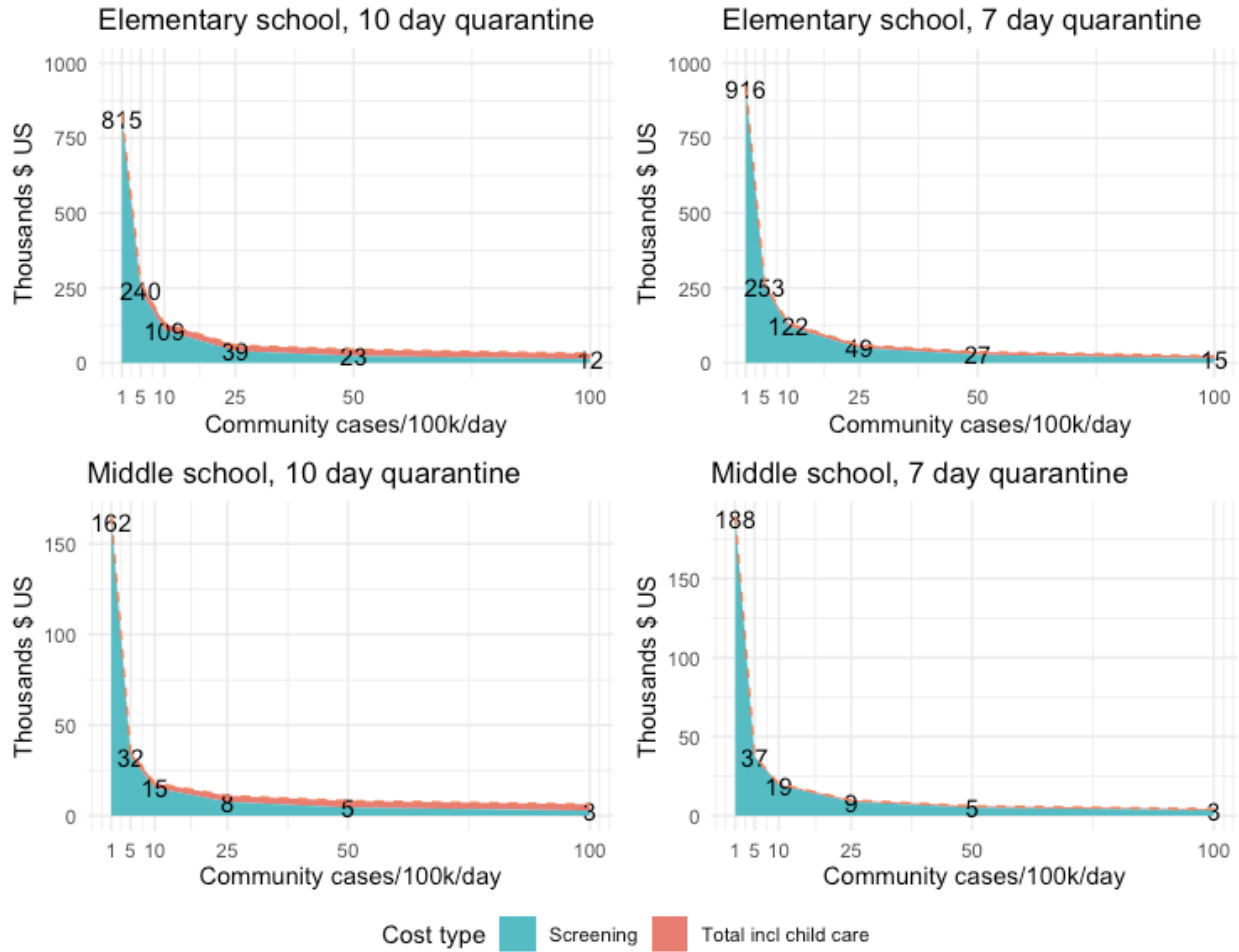 Elementary school, 10 day quarantine
Thousands $ US
1000
750
500
250
0
815
240
109
39
23
12
1 5 10 25 50 100
Community cases/100k/day
Elementary school, 7 day quarantine
Thousands $ US
1000
750
500
250
0
916
253
122
49
27
15
1 5 10 25 50 100
Community cases/100k/day
Middle school, 10 day quarantine
Thousands $ US
150
100
50
0
162
32
15
8
5
3
1 5 10 25 50 100
Community cases/100k/day
Middle school, 7 day quarantine
Thousands $ US
150
100
50
0
188
37
19
9
5
3
1 5 10 25 50 100
Community cases/100k/day
Cost type Screening Total incl child care